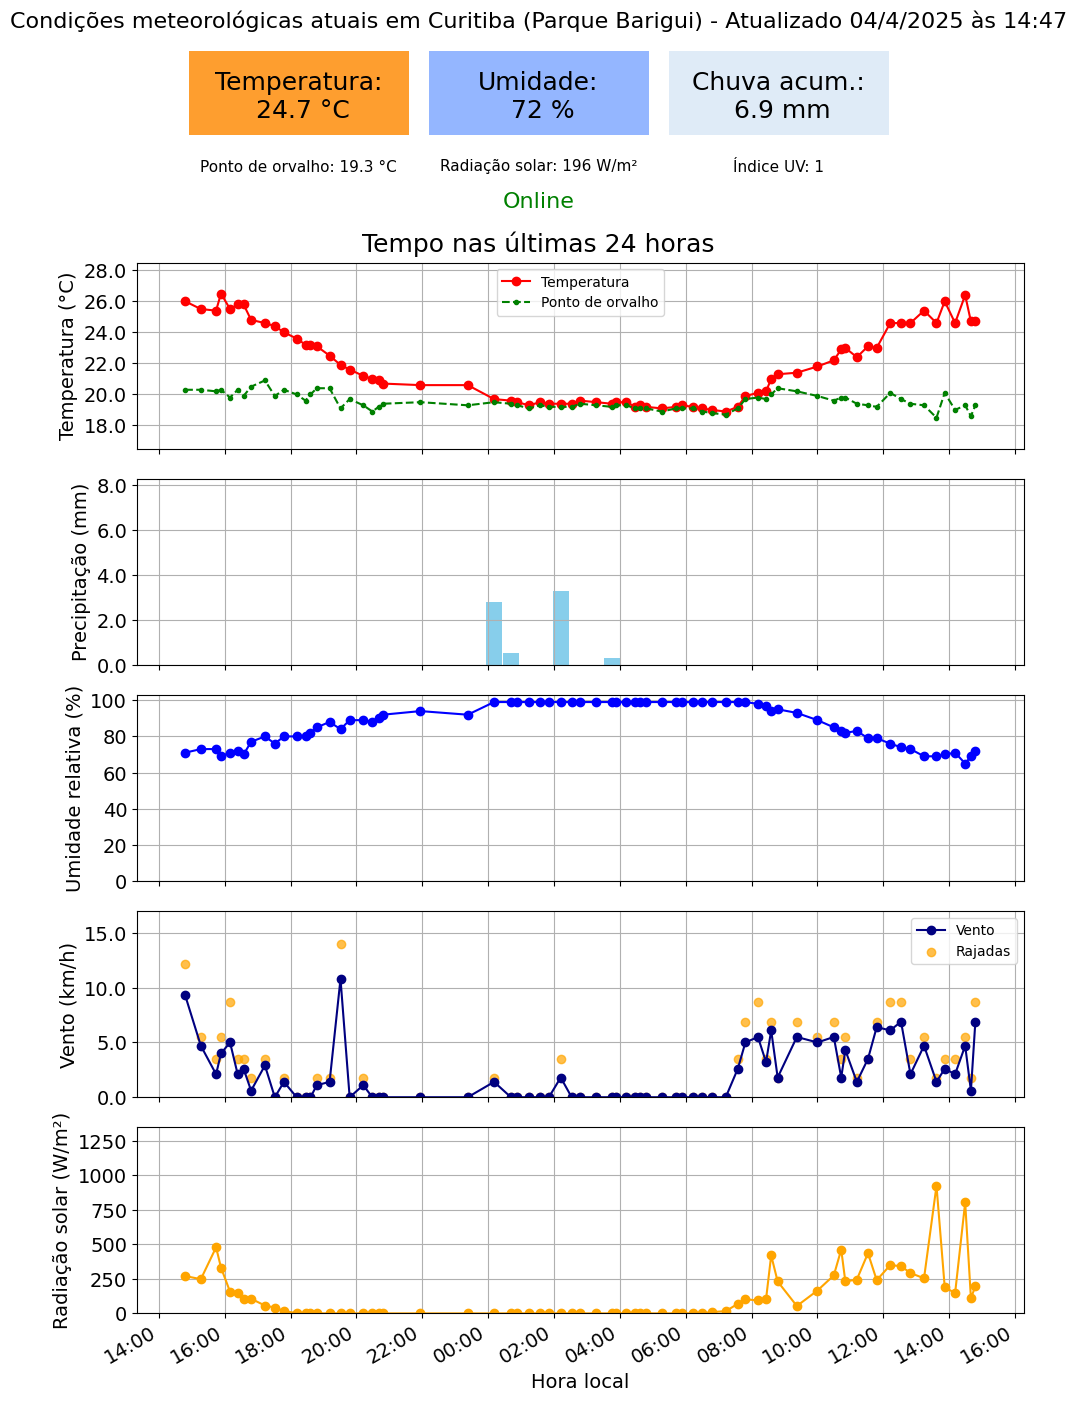 Condições meteorológicas atuais em Curitiba (Parque Barigui) - Atualizado 04/4/2025 às 14:47
Temperatura:
24.7 °C
Umidade:
72 %
Chuva acum.:
6.9 mm
Ponto de orvalho: 19.3 °C
Radiação solar: 196 W/m²
Índice UV: 1
Online
Tempo nas últimas 24 horas
Temperatura (°C)
28.0
26.0
24.0
22.0
20.0
18.0
Temperatura
Ponto de orvalho
Precipitação (mm)
8.0
6.0
4.0
2.0
0.0
Umidade relativa (%)
100
80
60
40
20
0
Vento (km/h)
15.0
10.0
5.0
0.0
Vento
Rajadas
Radiação solar (W/m²)
1250
1000
750
500
250
0
14:00
16:00
18:00
20:00
22:00
00:00
02:00
04:00
06:00
08:00
10:00
12:00
14:00
16:00
Hora local